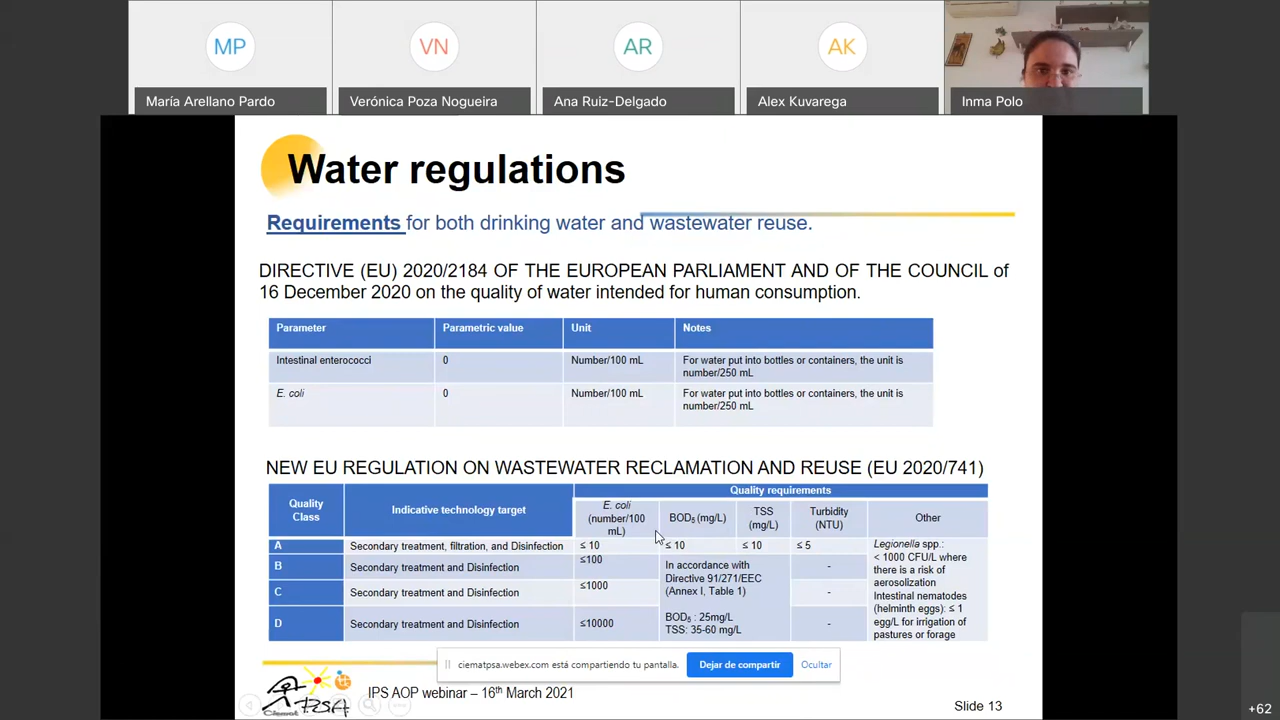 MP
VN
AR
AK
María Arellano Pardo
Verónica Poza Nogueira
Ana Ruiz-Delgado
Alex Kuvarega
Inma Polo
Water regulations
Requirements for both drinking water and wastewater reuse.
DIRECTIVE (EU) 2020/2184 OF THE EUROPEAN PARLIAMENT AND OF THE COUNCIL of
16 December 2020 on the quality of water intended for human consumption.
Parameter Parametric value Unit Notes
Intestinal enterococci 0 Number/100 mL For water put into bottles or containers, the unit is
number/250 mL
E. coli 0 Number/100 mL For water put into bottles or containers, the unit is
number/250 mL
NEW EU REGULATION ON WASTEWATER RECLAMATION AND REUSE (EU 2020/741)
Quality
Class
Indicative technology target
Quality requirements
E. coli
(number/100
mL)
BOD₅ (mg/L)
TSS
(mg/L)
Turbidity
(NTU)
Other
A Secondary treatment, filtration, and Disinfection ≤ 10 ≤ 10 ≤ 10 ≤ 5
B Secondary treatment and Disinfection ≤100 -
C Secondary treatment and Disinfection ≤1000 -
D Secondary treatment and Disinfection ≤10000 -
In accordance with
Directive 91/271/EEC
(Annex I, Table 1)
BOD₅ : 25mg/L
TSS: 35-60 mg/L
Legionella spp.:
< 1000 CFU/L where
there is a risk of
aerosolization
Intestinal nematodes
(helminth eggs): ≤ 1
egg/L for irrigation of
pastures or forage
ciematpsa.webex.com está compartiendo tu pantalla. Dejar de compartir Ocultar
Ciemat PSA
IPS AOP webinar – 16th March 2021
Slide 13
+62